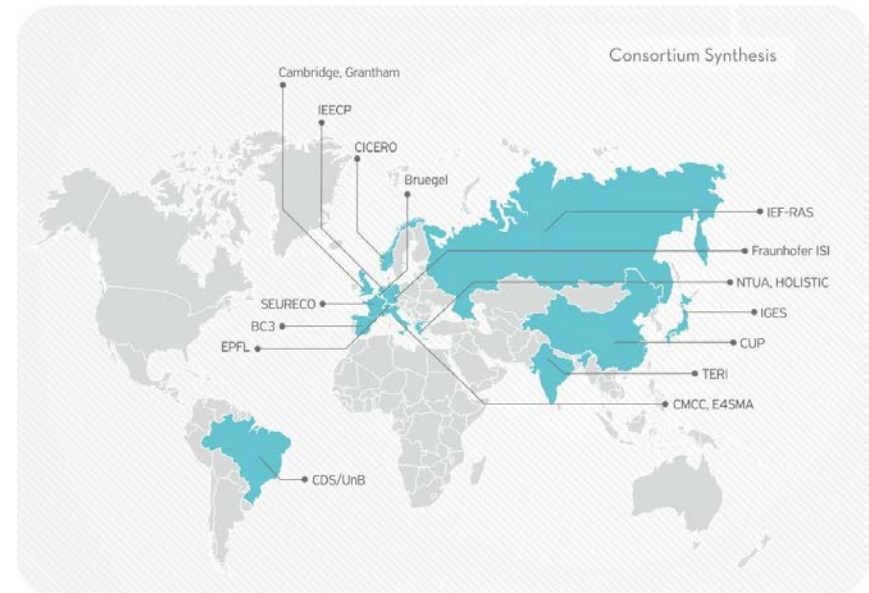 Consortium Synthesis
Cambridge, Grantham
IEECP
CICERO
Bruegel
IEF-RAS
Fraunhofer ISI
NTUA, HOLISTIC
SEURECO
IGES
BC3
CUP
EPFL
TERI
CMCC, E4SMA
CDS/UnB